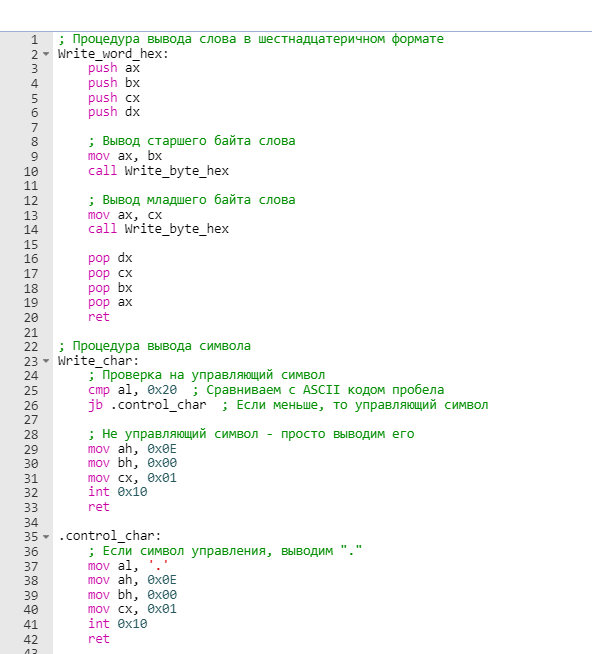 1 ; Процедура вывода слова в шестнадцатеричном формате
2 Write_word_hex:
3 push ax
4 push bx
5 push cx
6 push dx
7
8 ; Вывод старшего байта слова
9 mov ax, bx
10 call Write_byte_hex
11
12 ; Вывод младшего байта слова
13 mov ax, cx
14 call Write_byte_hex
15
16 pop dx
17 pop cx
18 pop bx
19 pop ax
20 ret
21
22 ; Процедура вывода символа
23 Write_char:
24 ; Проверка на управляющий символ
25 cmp al, 0x20 ; Сравниваем с ASCII кодом пробела
26 jb .control_char ; Если меньше, то управляющий символ
27
28 ; Не управляющий символ - просто выводим его
29 mov ah, 0x0E
30 mov bh, 0x00
31 mov cx, 0x01
32 int 0x10
33 ret
34
35 .control_char:
36 ; Если символ управления, выводим "."
37 mov al, '.'
38 mov ah, 0x0E
39 mov bh, 0x00
40 mov cx, 0x01
41 int 0x10
42 ret
43